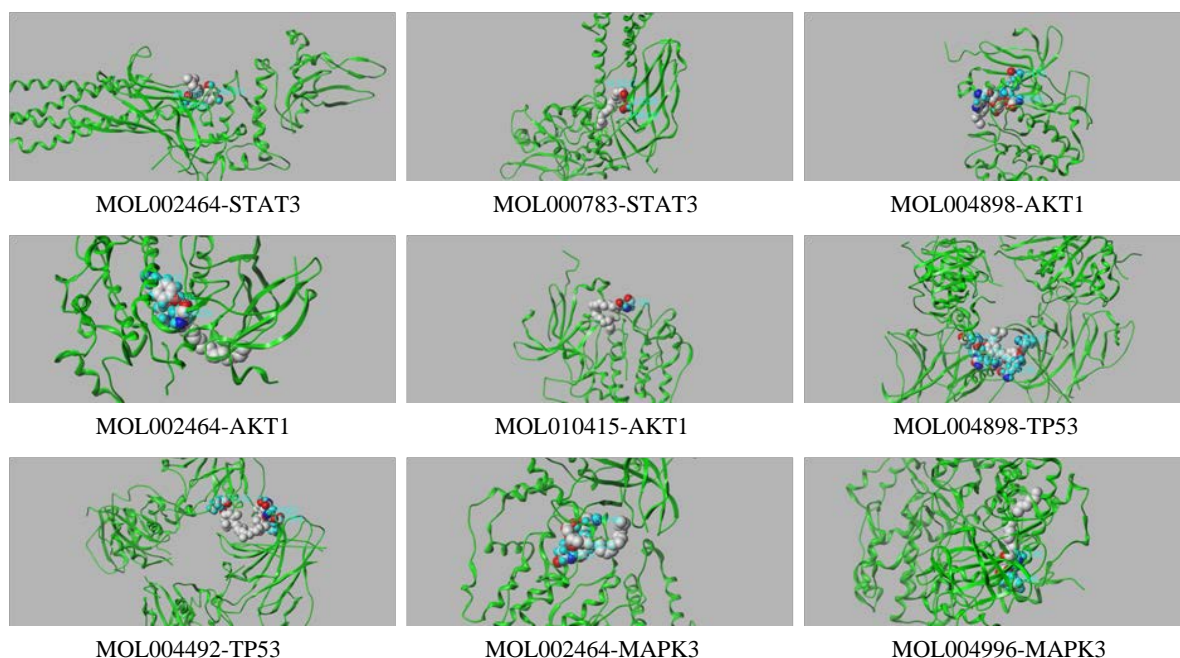 MOL002464-STAT3
MOL000783-STAT3
MOL004898-AKT1
MOL002464-AKT1
MOL010415-AKT1
MOL004898-TP53
MOL004492-TP53
MOL002464-MAPK3
MOL004996-MAPK3